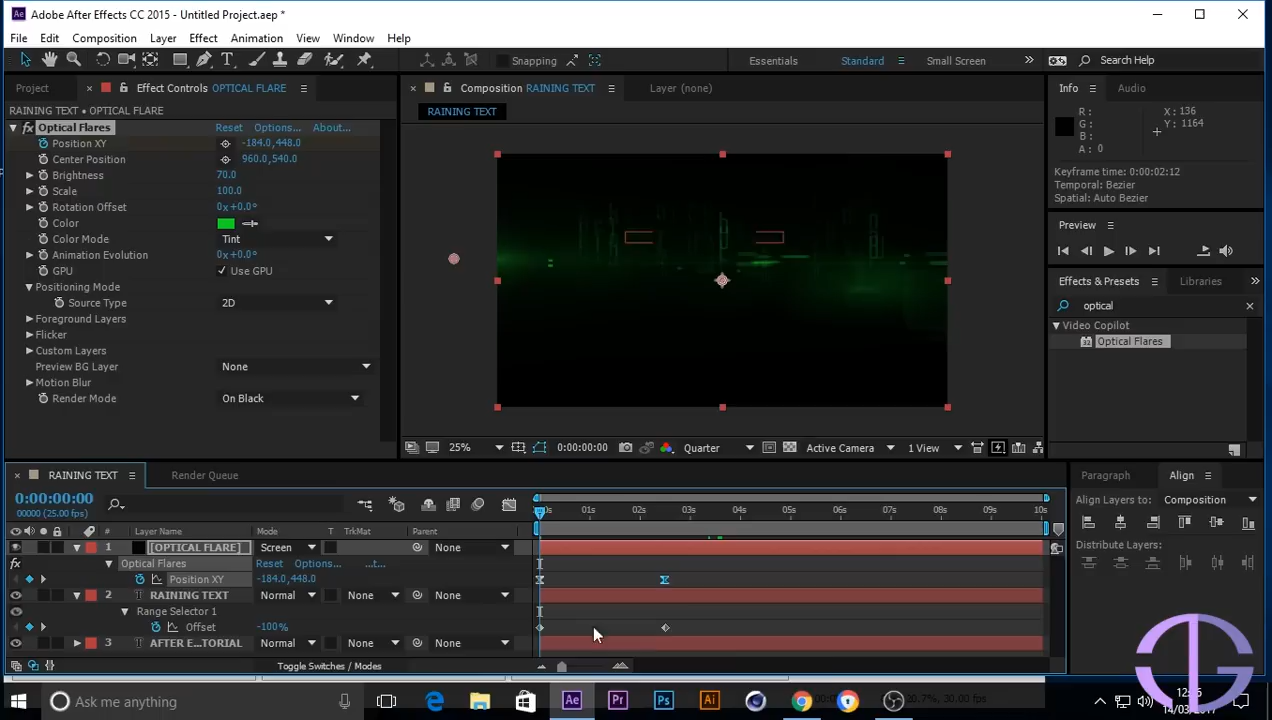 Adobe After Effects CC 2015 - Untitled Project.aep *
File Edit Composition Layer Effect Animation View Window Help
Snapping Essentials Standard Small Screen Search Help
Project Effect Controls OPTICAL FLARE Composition RAINING TEXT Layer (none) Info Audio
RAINING TEXT • OPTICAL FLARE RAINING TEXT
fx Optical Flares Reset Options... About...
Position XY -184.0,448.0
Center Position 960.0,540.0
Brightness 70.0
Scale 100.0
Rotation Offset 0x+0.0°
Color
Color Mode Tint
Animation Evolution 0x+0.0°
GPU Use GPU
Positioning Mode
Source Type 2D
Foreground Layers
Flicker
Custom Layers
Preview BG Layer None
Motion Blur
Render Mode On Black
R: X: 136
G: Y: 1164
B:
A: 0
Keyframe time: 0:00:02:12
Temporal: Bezier
Spatial: Auto Bezier
Preview
Effects & Presets Libraries
optical
Video Copilot
32 Optical Flares
25% 0:00:00:00 Quarter Active Camera 1 View
RAINING TEXT Render Queue Paragraph Align
0:00:00:00
00000 (25.00 fps)
00s 01s 02s 03s 04s 05s 06s 07s 08s 09s 10s
Align Layers to: Composition
Distribute Layers:
# Layer Name Mode T TrkMat Parent
1 [OPTICAL FLARE] Screen None
fx Optical Flares Reset Options... ...t...
Position XY -184.0,448.0
2 RAINING TEXT Normal None None
Range Selector 1
Offset -100%
3 AFTER E...TORIAL Normal None None
Toggle Switches / Modes
Ask me anything Ae Pr Ps Ai